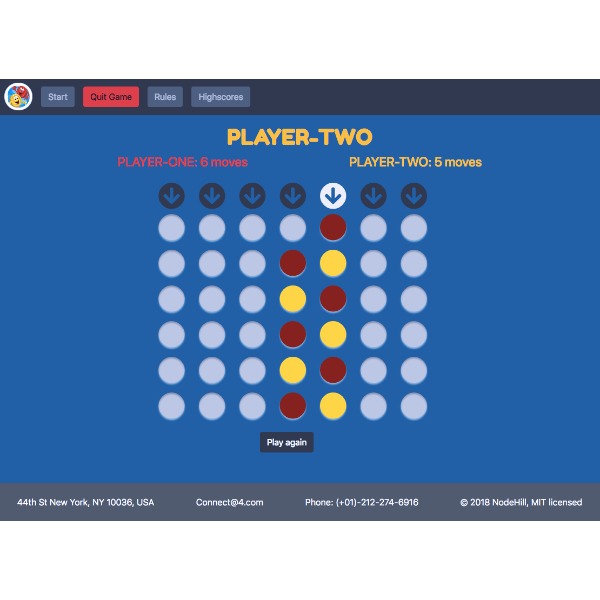 Start Quit Game Rules Highscores
PLAYER-TWO
PLAYER-ONE: 6 moves PLAYER-TWO: 5 moves
Play again
44th St New York, NY 10036, USA Connect@4.com Phone: (+01)-212-274-6916 © 2018 NodeHill, MIT licensed